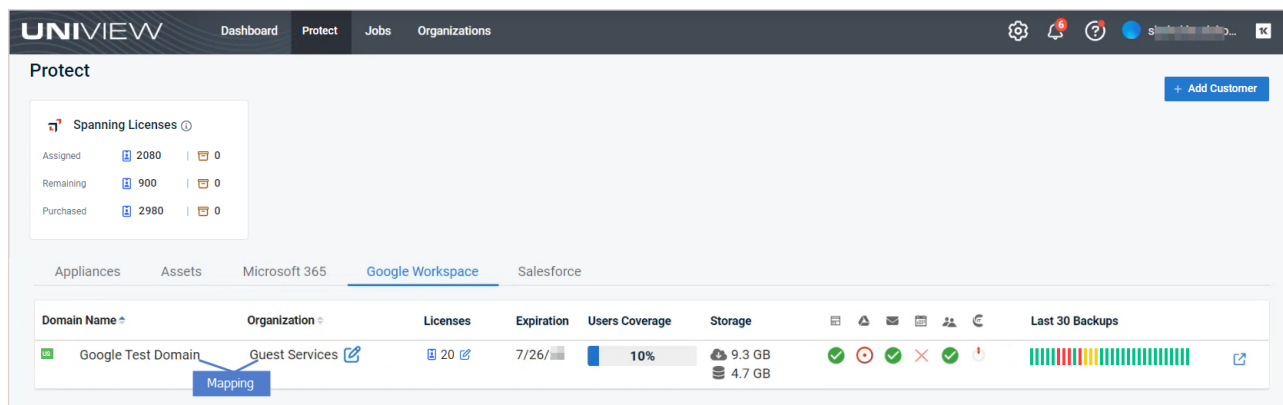 UNIVIEW Dashboard Protect Jobs Organizations 6
Protect
+ Add Customer
Spanning Licenses
Assigned 2080 | 0
Remaining 900 | 0
Purchased 2980 | 0
Appliances Assets Microsoft 365 Google Workspace Salesforce
Domain Name Organization Licenses Expiration Users Coverage Storage Last 30 Backups
US Google Test Domain Guest Services 20 7/26/ 10% 9.3 GB
4.7 GB
Mapping